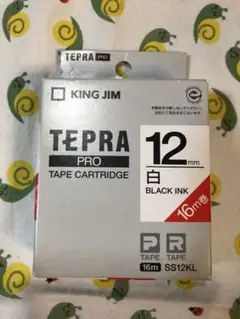 TEPRA PRO
KING JIM
TEPRA
PRO
TAPE CARTRIDGE
12mm
白
BLACK INK
16m巻
P R
TAPE TAPE
16m SS12KL